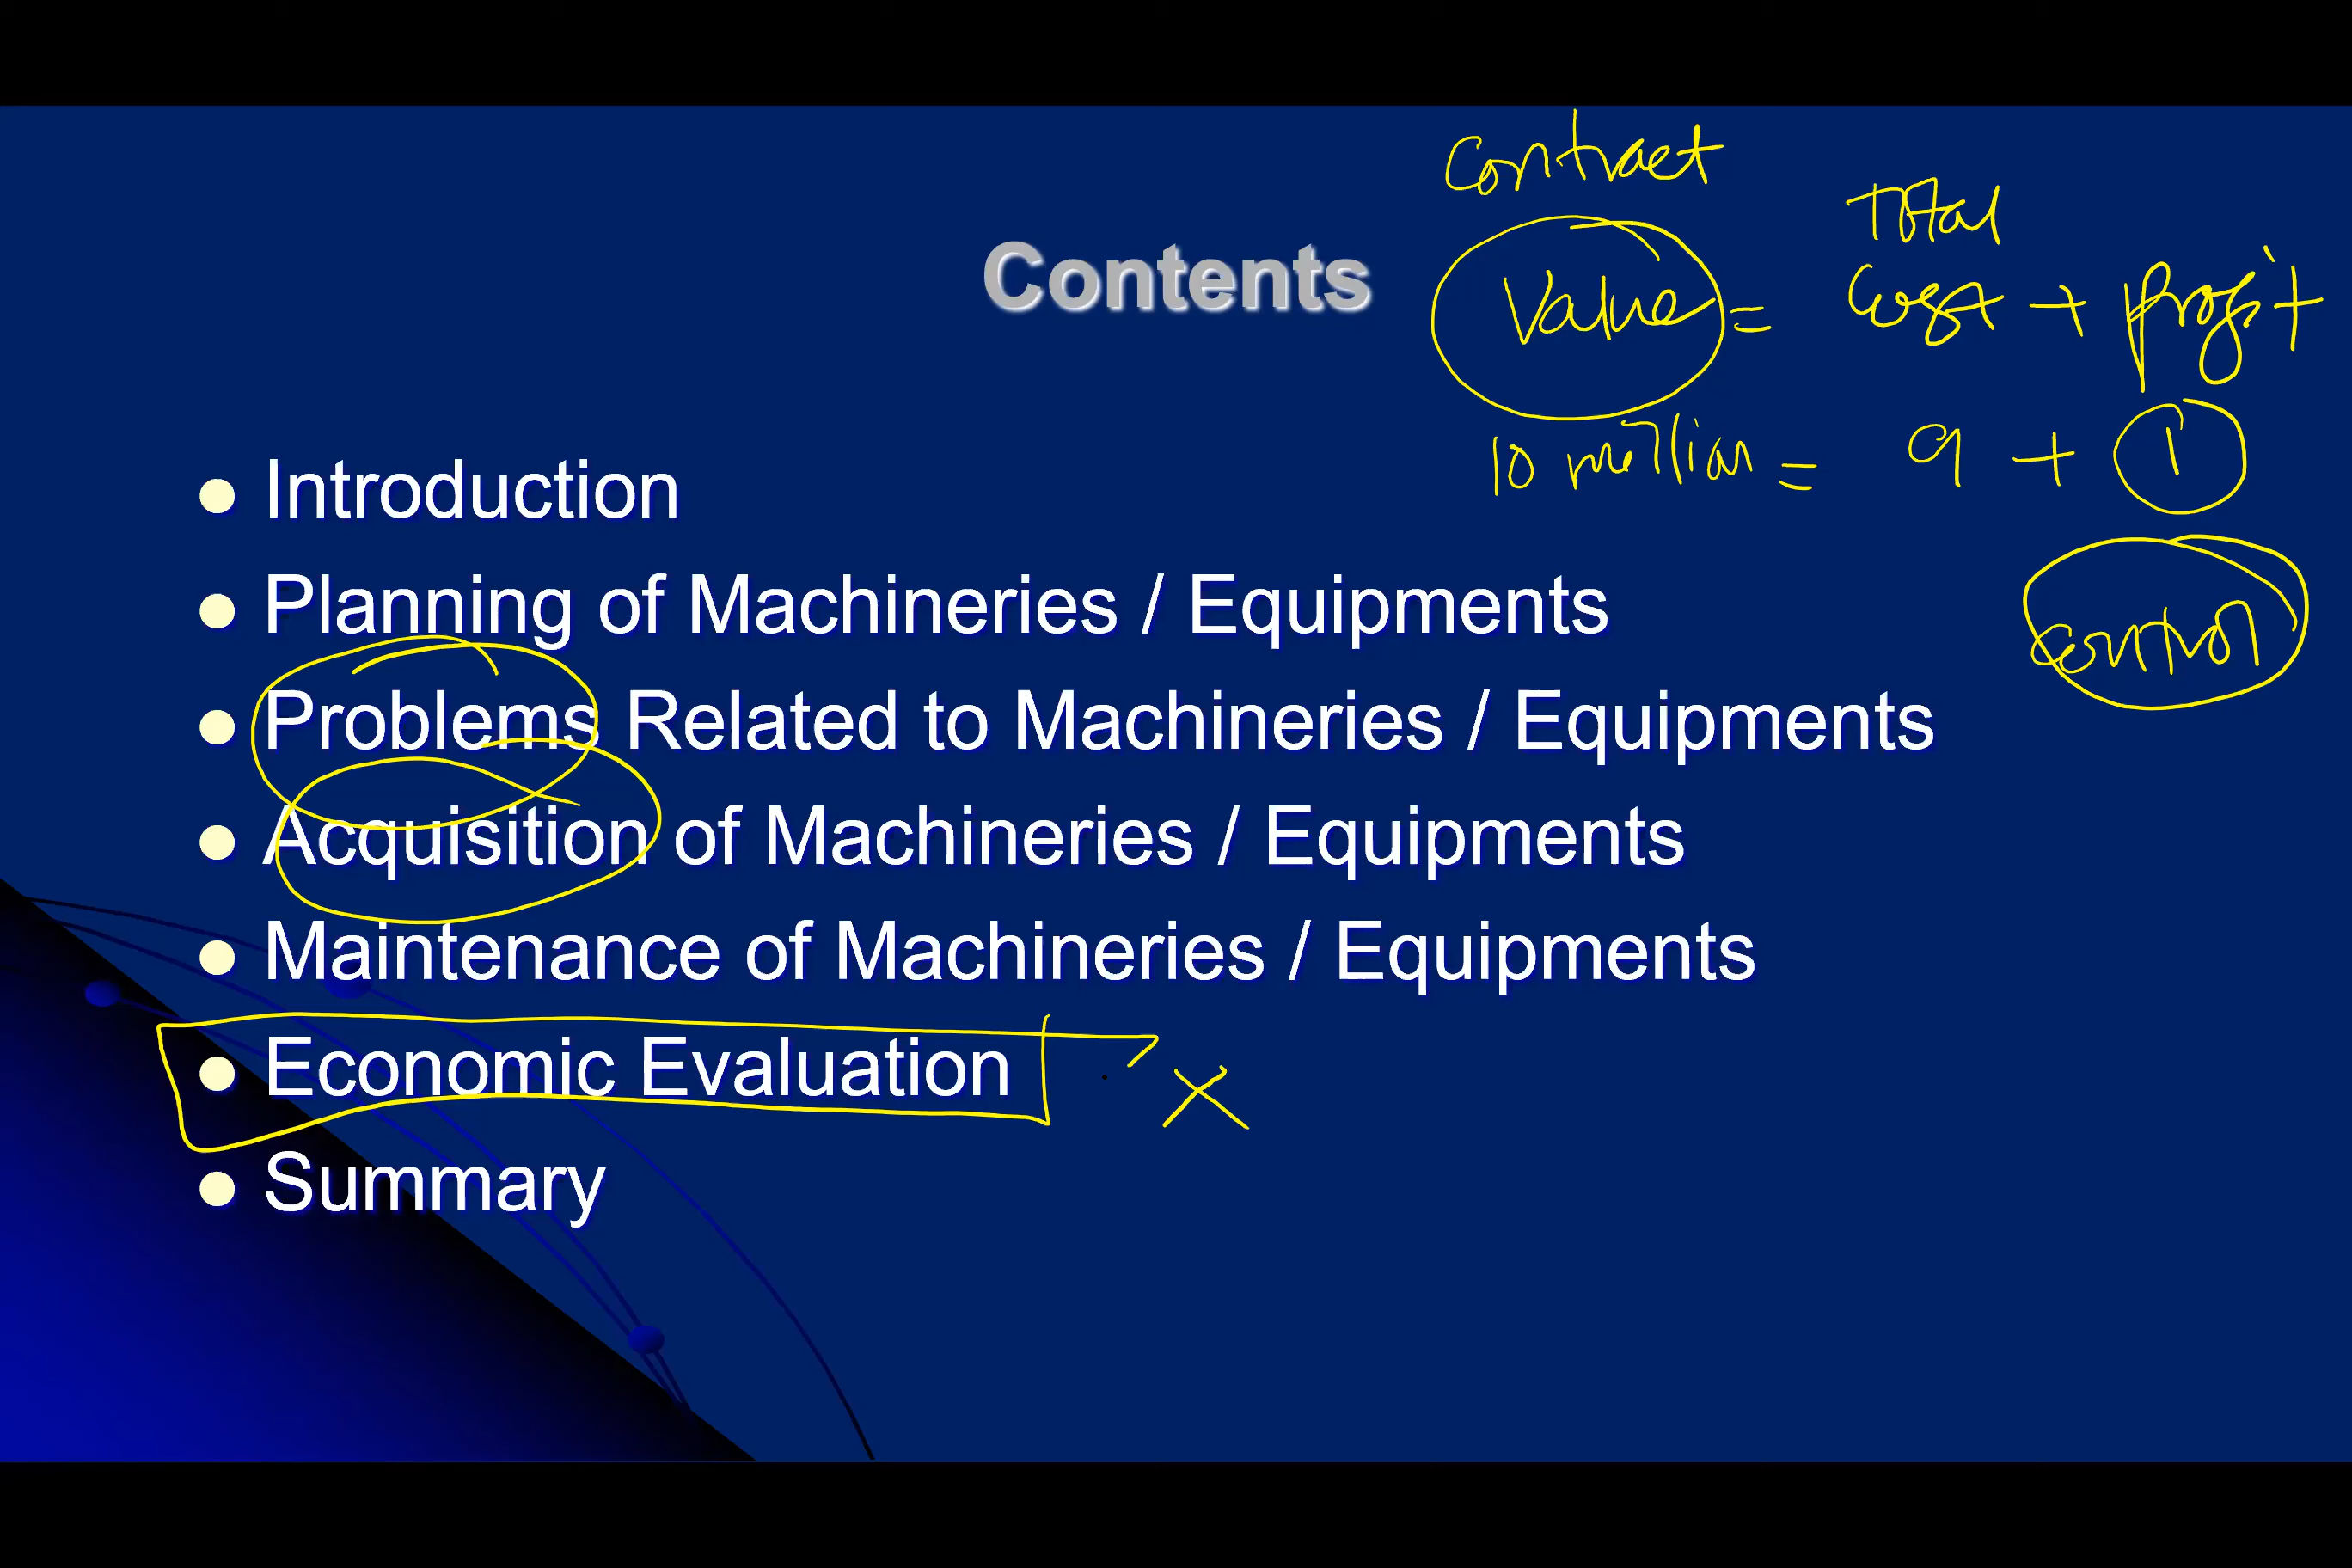 Contract
Total
Contents
Value = Cost + Profit
10 million = 9 + 1
● Introduction
Control
● Planning of Machineries / Equipments
● Problems Related to Machineries / Equipments
● Acquisition of Machineries / Equipments
● Maintenance of Machineries / Equipments
● Economic Evaluation X
● Summary